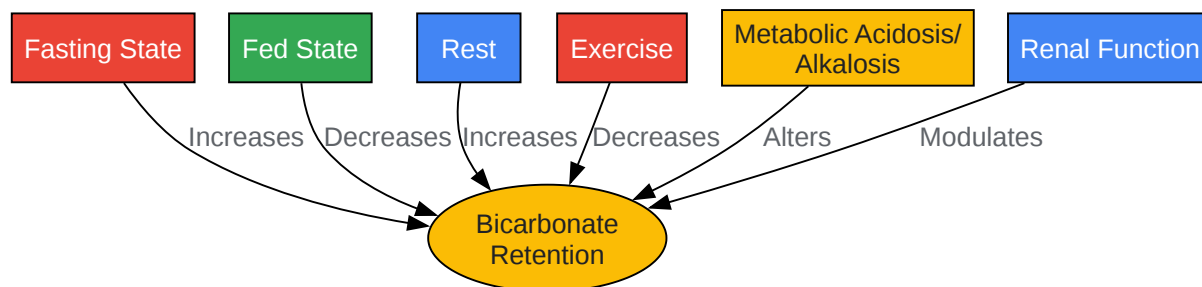 Fasting State
Fed State
Rest
Exercise
Metabolic Acidosis/
Alkalosis
Renal Function
Increases
Decreases
Increases
Decreases
Alters
Modulates
Bicarbonate
Retention